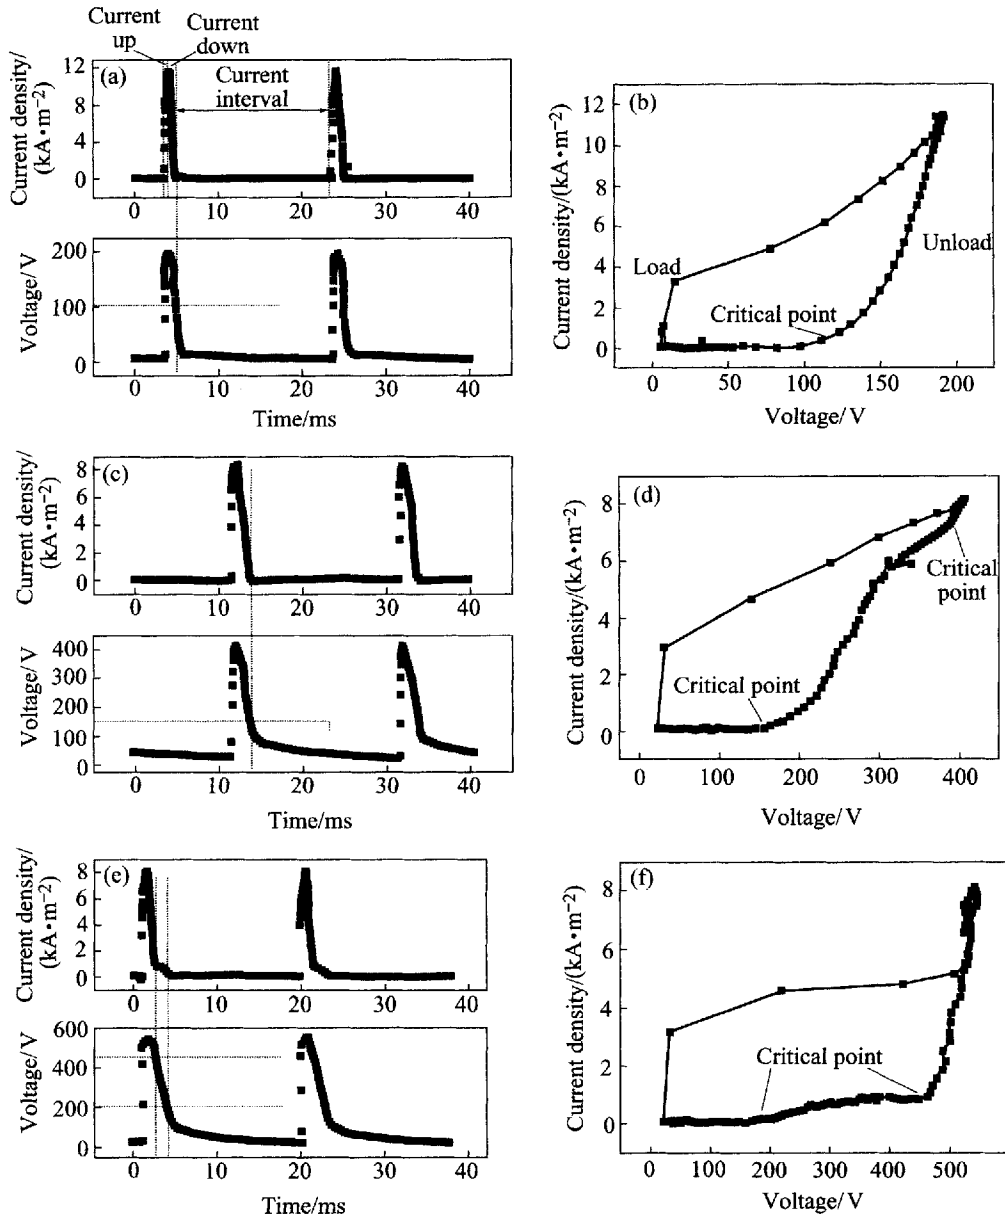 Current up
Current down
(a)
Current interval
Current density/ (kA•m⁻²)
12
8
4
0
0 10 20 30 40
Voltage/ V
200
100
0
0 10 20 30 40
Time/ms
(b)
Current density/(kA•m⁻²)
12
10
8
6
4
2
0
Load
Unload
Critical point
0 50 100 150 200
Voltage/ V
(c)
Current density/ (kA•m⁻²)
8
6
4
2
0
0 10 20 30 40
Voltage/ V
400
300
200
100
0
0 10 20 30 40
Time/ms
(d)
Current density/(kA•m⁻²)
8
6
4
2
0
Critical point
Critical point
0 100 200 300 400
Voltage/ V
(e)
Current density/ (kA•m⁻²)
8
6
4
2
0
0 10 20 30 40
Voltage/V
600
400
200
0
0 10 20 30 40
Time/ms
(f)
Current density/(kA•m⁻²)
8
6
4
2
0
Critical point
0 100 200 300 400 500
Voltage/ V